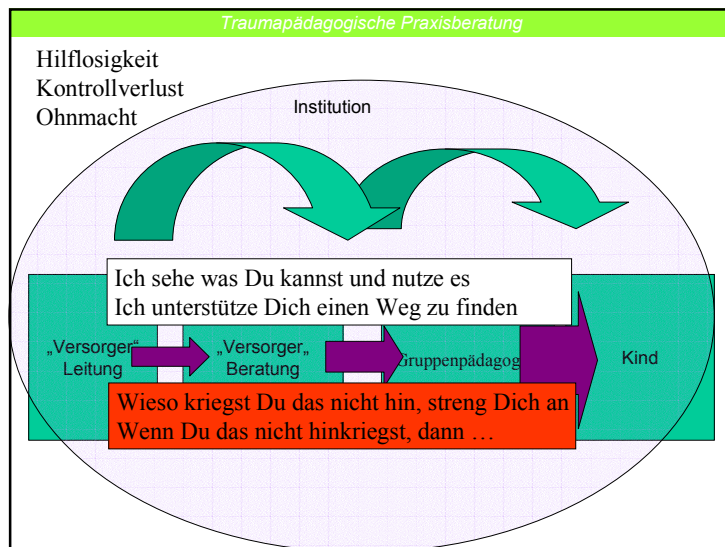 Traumapädagogische Praxisberatung
Hilflosigkeit
Kontrollverlust
Ohnmacht
Institution
Ich sehe was Du kannst und nutze es
Ich unterstütze Dich einen Weg zu finden
„Versorger“
Leitung
„Versorger„
Beratung
Gruppenpädagog
Kind
Wieso kriegst Du das nicht hin, streng Dich an
Wenn Du das nicht hinkriegst, dann …